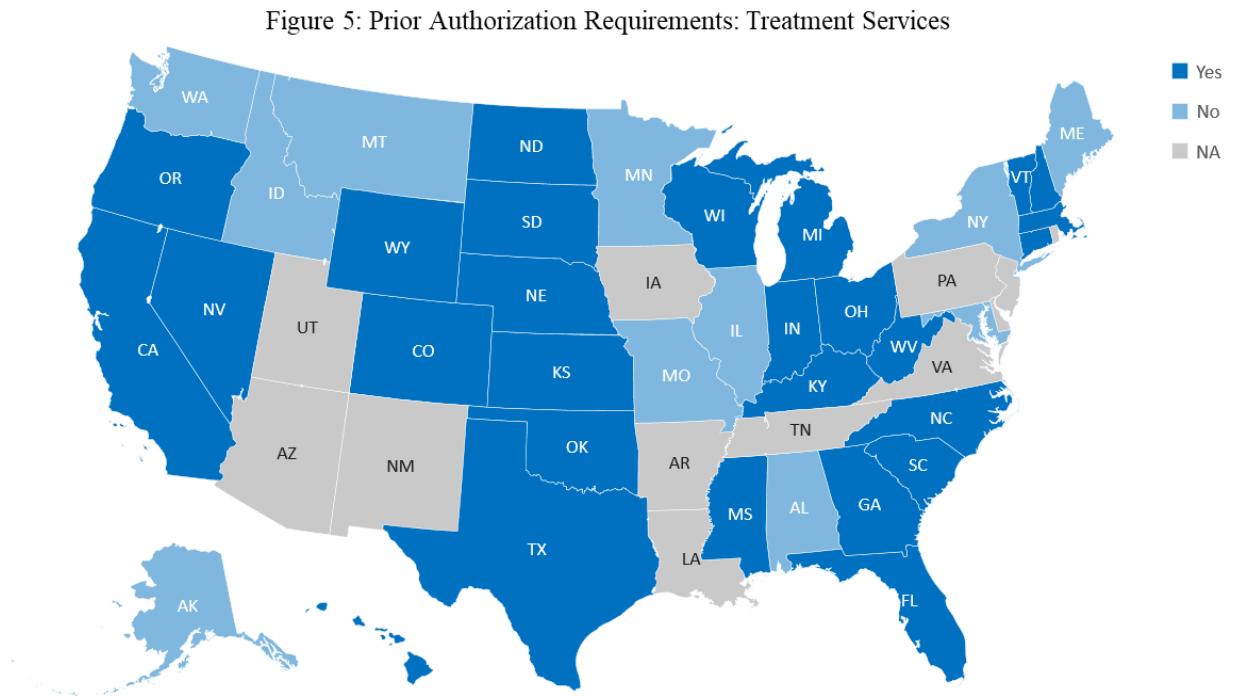 Figure 5: Prior Authorization Requirements: Treatment Services
Yes
No
NA
WA
MT
ND
MN
ME
OR
ID
SD
WI
MI
VT
NY
WY
NE
IA
PA
NV
UT
CO
KS
MO
IL
IN
OH
WV
VA
KY
CA
AZ
NM
OK
AR
TN
NC
SC
TX
LA
MS
AL
GA
FL
AK